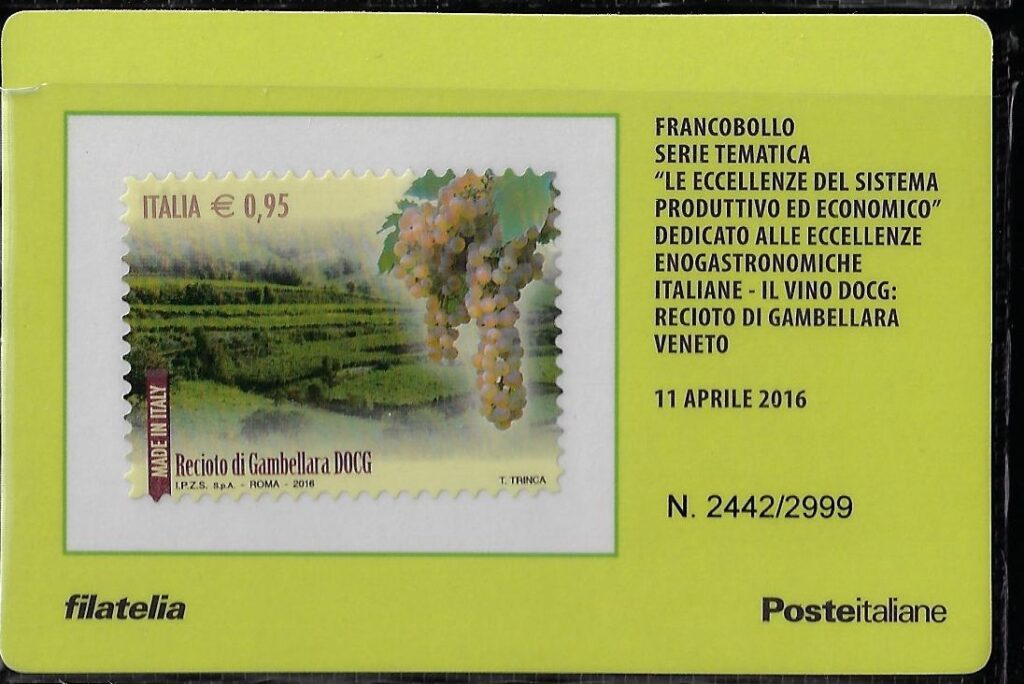 ITALIA € 0,95
MADE IN ITALY
Recioto di Gambellara DOCG
I.P.Z.S. S.p.A. - ROMA - 2016
T. TRINCA
FRANCOBOLLO
SERIE TEMATICA
“LE ECCELLENZE DEL SISTEMA
PRODUTTIVO ED ECONOMICO”
DEDICATO ALLE ECCELLENZE
ENOGASTRONOMICHE
ITALIANE - IL VINO DOCG:
RECIOTO DI GAMBELLARA
VENETO
11 APRILE 2016
N. 2442/2999
filatelia
Posteitaliane